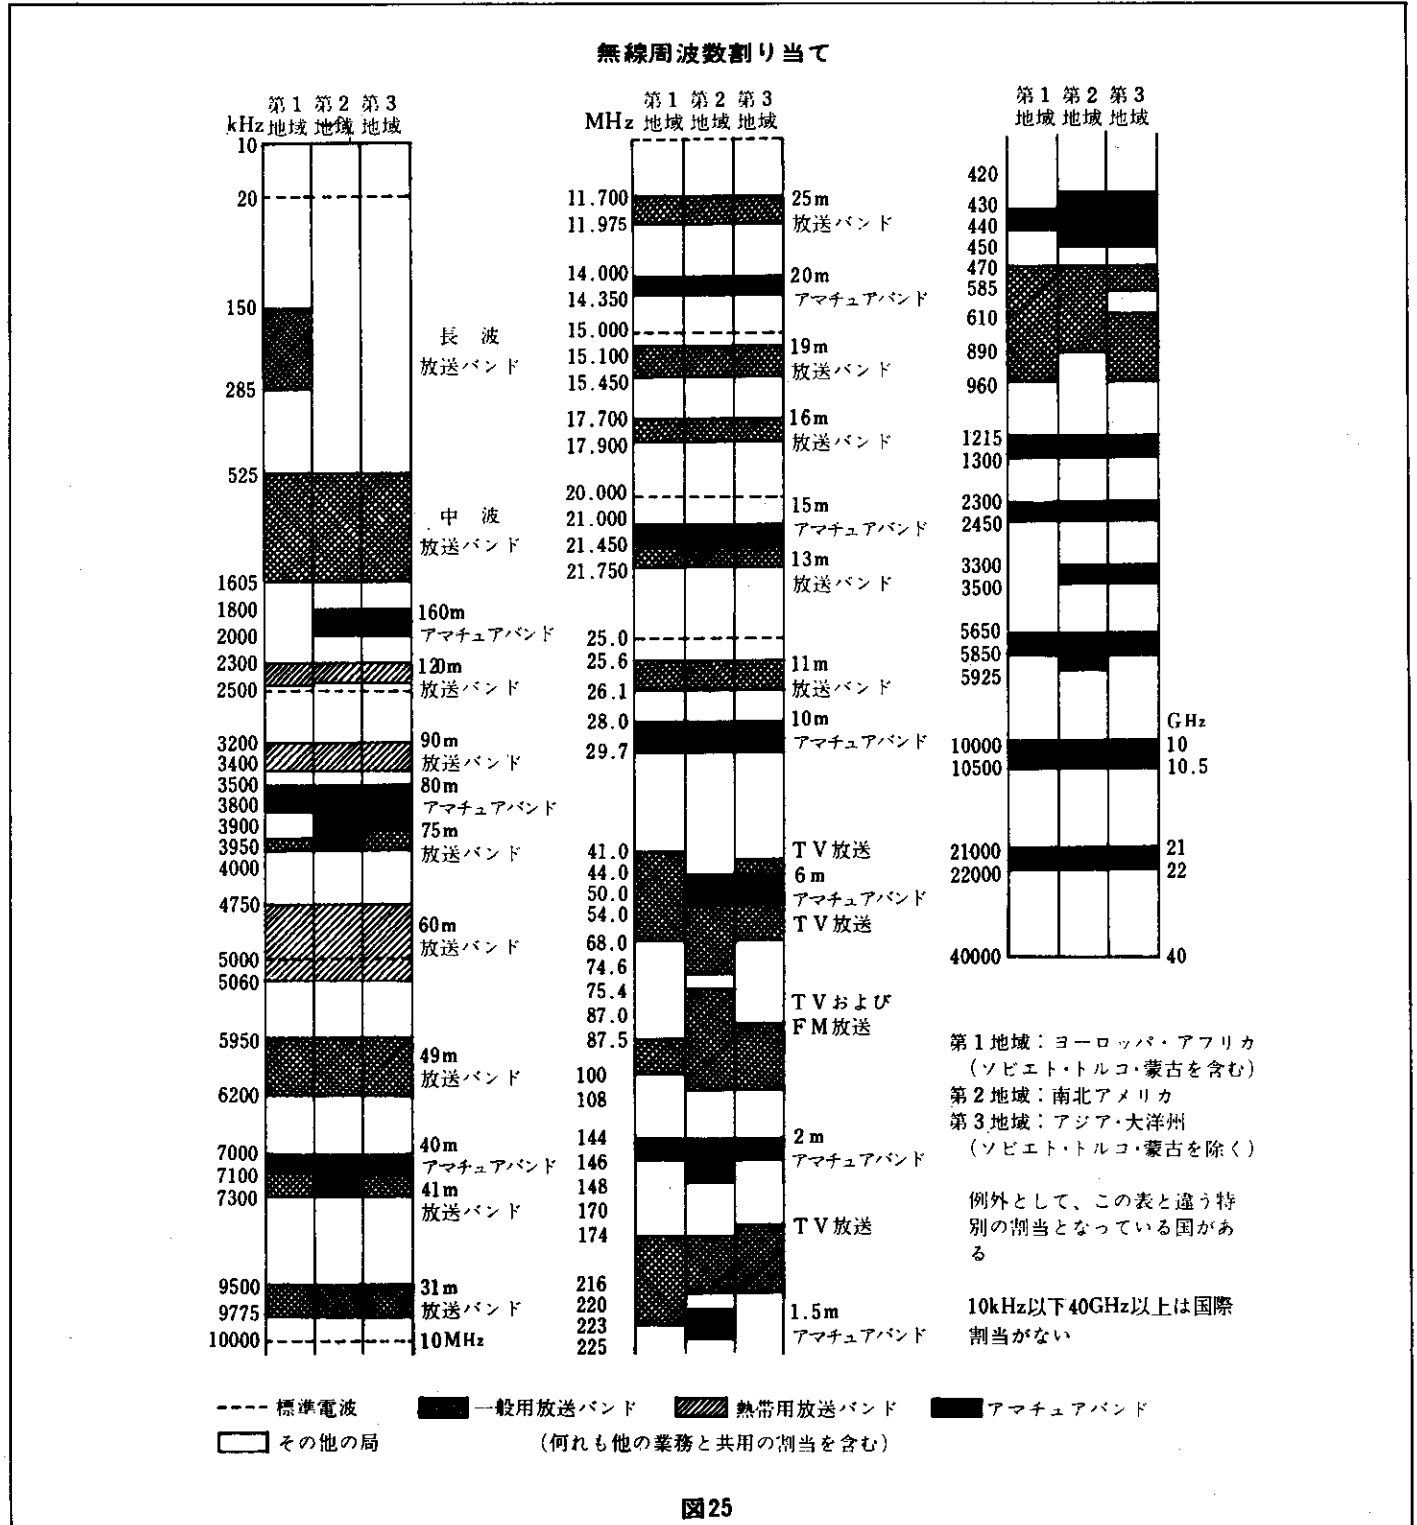 無線周波数割り当て
第1 第2 第3
kHz 地域 地域 地域
10
20
150
285
525
1605
1800
2000
2300
2500
3200
3400
3500
3800
3900
3950
4000
4750
5000
5060
5950
6200
7000
7100
7300
9500
9775
10000
長波
放送バンド
中波
放送バンド
160m
アマチュアバンド
120m
放送バンド
90m
放送バンド
80m
アマチュアバンド
75m
放送バンド
60m
放送バンド
49m
放送バンド
40m
アマチュアバンド
41m
放送バンド
31m
放送バンド
10MHz
第1 第2 第3
MHz 地域 地域 地域
11.700
11.975
14.000
14.350
15.000
15.100
15.450
17.700
17.900
20.000
21.000
21.450
21.750
25.0
25.6
26.1
28.0
29.7
41.0
44.0
50.0
54.0
68.0
74.6
75.4
87.0
87.5
100
108
144
146
148
170
174
216
220
223
225
25m
放送バンド
20m
アマチュアバンド
19m
放送バンド
16m
放送バンド
15m
アマチュアバンド
13m
放送バンド
11m
放送バンド
10m
アマチュアバンド
TV放送
6m
アマチュアバンド
TV放送
TVおよび
FM放送
2m
アマチュアバンド
TV放送
1.5m
アマチュアバンド
第1 第2 第3
地域 地域 地域
420
430
440
450
470
585
610
890
960
1215
1300
2300
2450
3300
3500
5650
5850
5925
10000
10500
21000
22000
40000
GHz
10
10.5
21
22
40
第1地域：ヨーロッパ・アフリカ
(ソビエト・トルコ・蒙古を含む)
第2地域：南北アメリカ
第3地域：アジア・大洋州
(ソビエト・トルコ・蒙古を除く)
例外として、この表と違う特
別の割当となっている国があ
る
10kHz以下40GHz以上は国際
割当がない
標準電波 一般用放送バンド 熱帯用放送バンド アマチュアバンド
その他の局 (何れも他の業務と共用の割当を含む)
図25